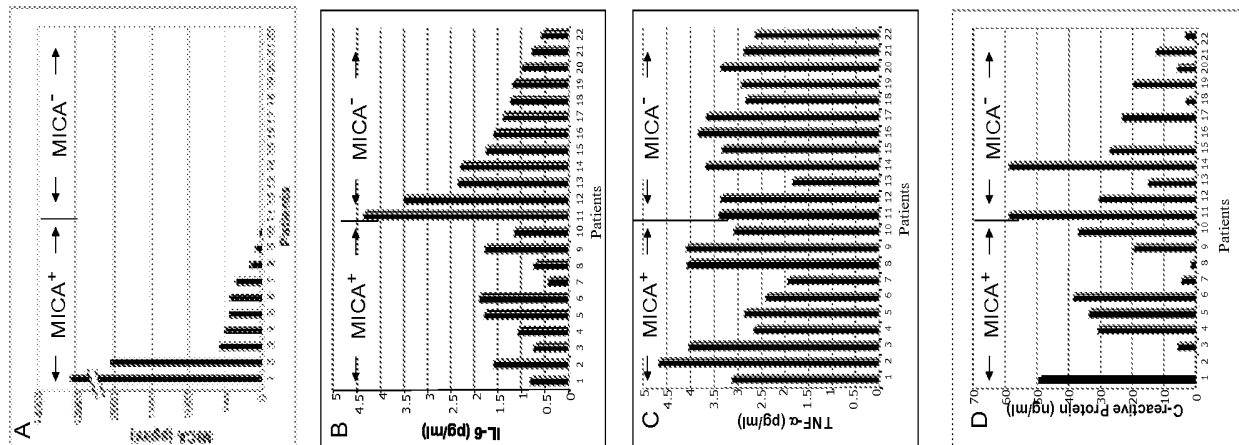 A
MICA+
MICA-
MICA (pg/ml)
Patients
B
MICA+
MICA-
IL-6 (pg/ml)
5
4.5
4
3.5
3
2.5
2
1.5
1
0.5
0
1 2 3 4 5 6 7 8 9 10 11 12 13 14 15 16 17 18 19 20 21 22
Patients
C
MICA+
MICA-
TNF-α (pg/ml)
5
4.5
4
3.5
3
2.5
2
1.5
1
0.5
0
1 2 3 4 5 6 7 8 9 10 11 12 13 14 15 16 17 18 19 20 21 22
Patients
D
MICA+
MICA-
C-reactive Protein (ng/ml)
70
60
50
40
30
20
10
0
1 2 3 4 5 6 7 8 9 10 11 12 13 14 15 16 17 18 19 20 21 22
Patients